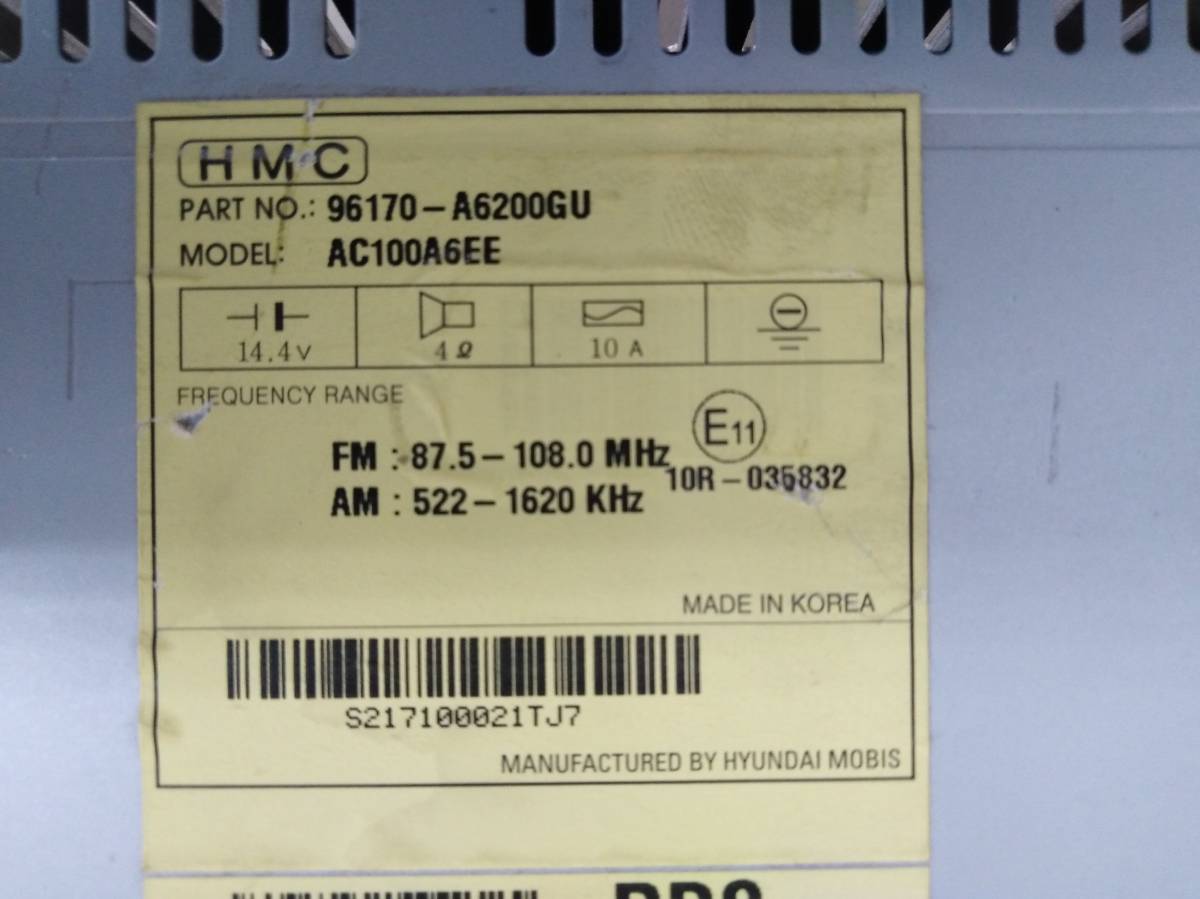 HMC
PART NO.: 96170-A6200GU
MODEL: AC100A6EE
14.4V 4Ω 10 A
FREQUENCY RANGE
E11
FM : 87.5-108.0 MHz
10R-035832
AM : 522-1620 KHz
MADE IN KOREA
S217100021TJ7
MANUFACTURED BY HYUNDAI MOBIS